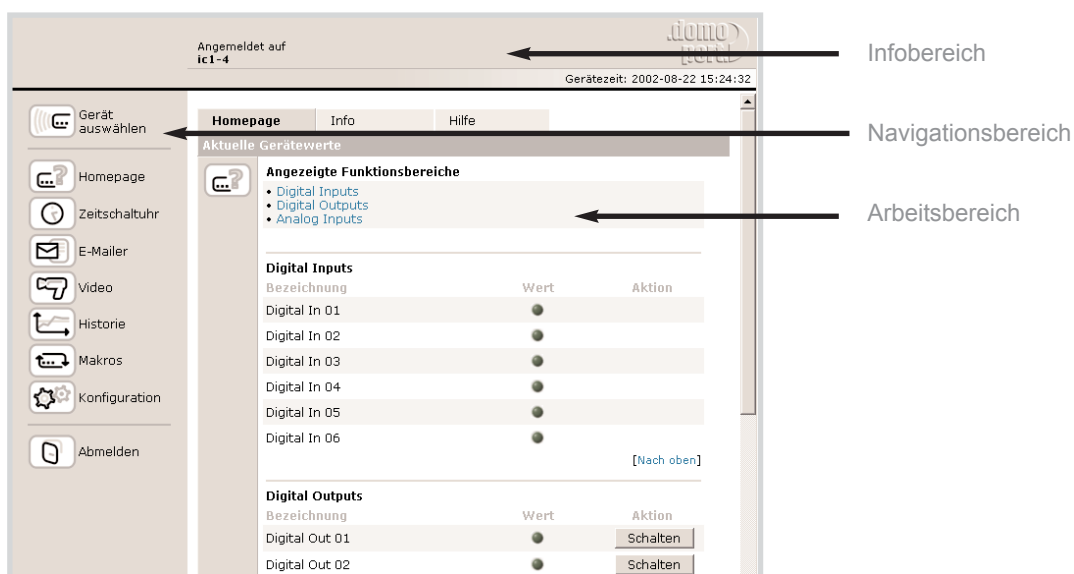 .domo
portal
Angemeldet auf
ic1-4
Infobereich
Gerätezeit: 2002-08-22 15:24:32
Gerät
auswählen
Homepage
Zeitschaltuhr
E-Mailer
Video
Historie
Makros
Konfiguration
Abmelden
Navigationsbereich
Homepage Info Hilfe
Aktuelle Gerätewerte
Angezeigte Funktionsbereiche
• Digital Inputs
• Digital Outputs
• Analog Inputs
Arbeitsbereich
Digital Inputs
Bezeichnung Wert Aktion
Digital In 01
Digital In 02
Digital In 03
Digital In 04
Digital In 05
Digital In 06
[Nach oben]
Digital Outputs
Bezeichnung Wert Aktion
Digital Out 01 Schalten
Digital Out 02 Schalten